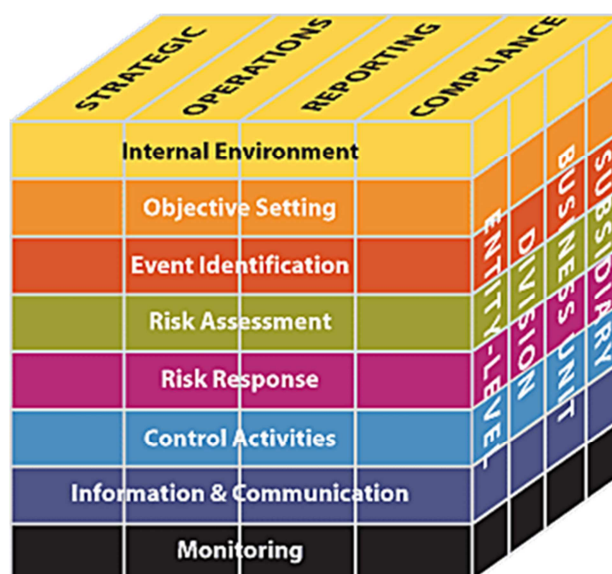 STRATEGIC
OPERATIONS
REPORTING
COMPLIANCE
Internal Environment
Objective Setting
Event Identification
Risk Assessment
Risk Response
Control Activities
Information & Communication
Monitoring
ENTITY-LEVEL
DIVISION
BUSINESS UNIT
SUBSIDIARY